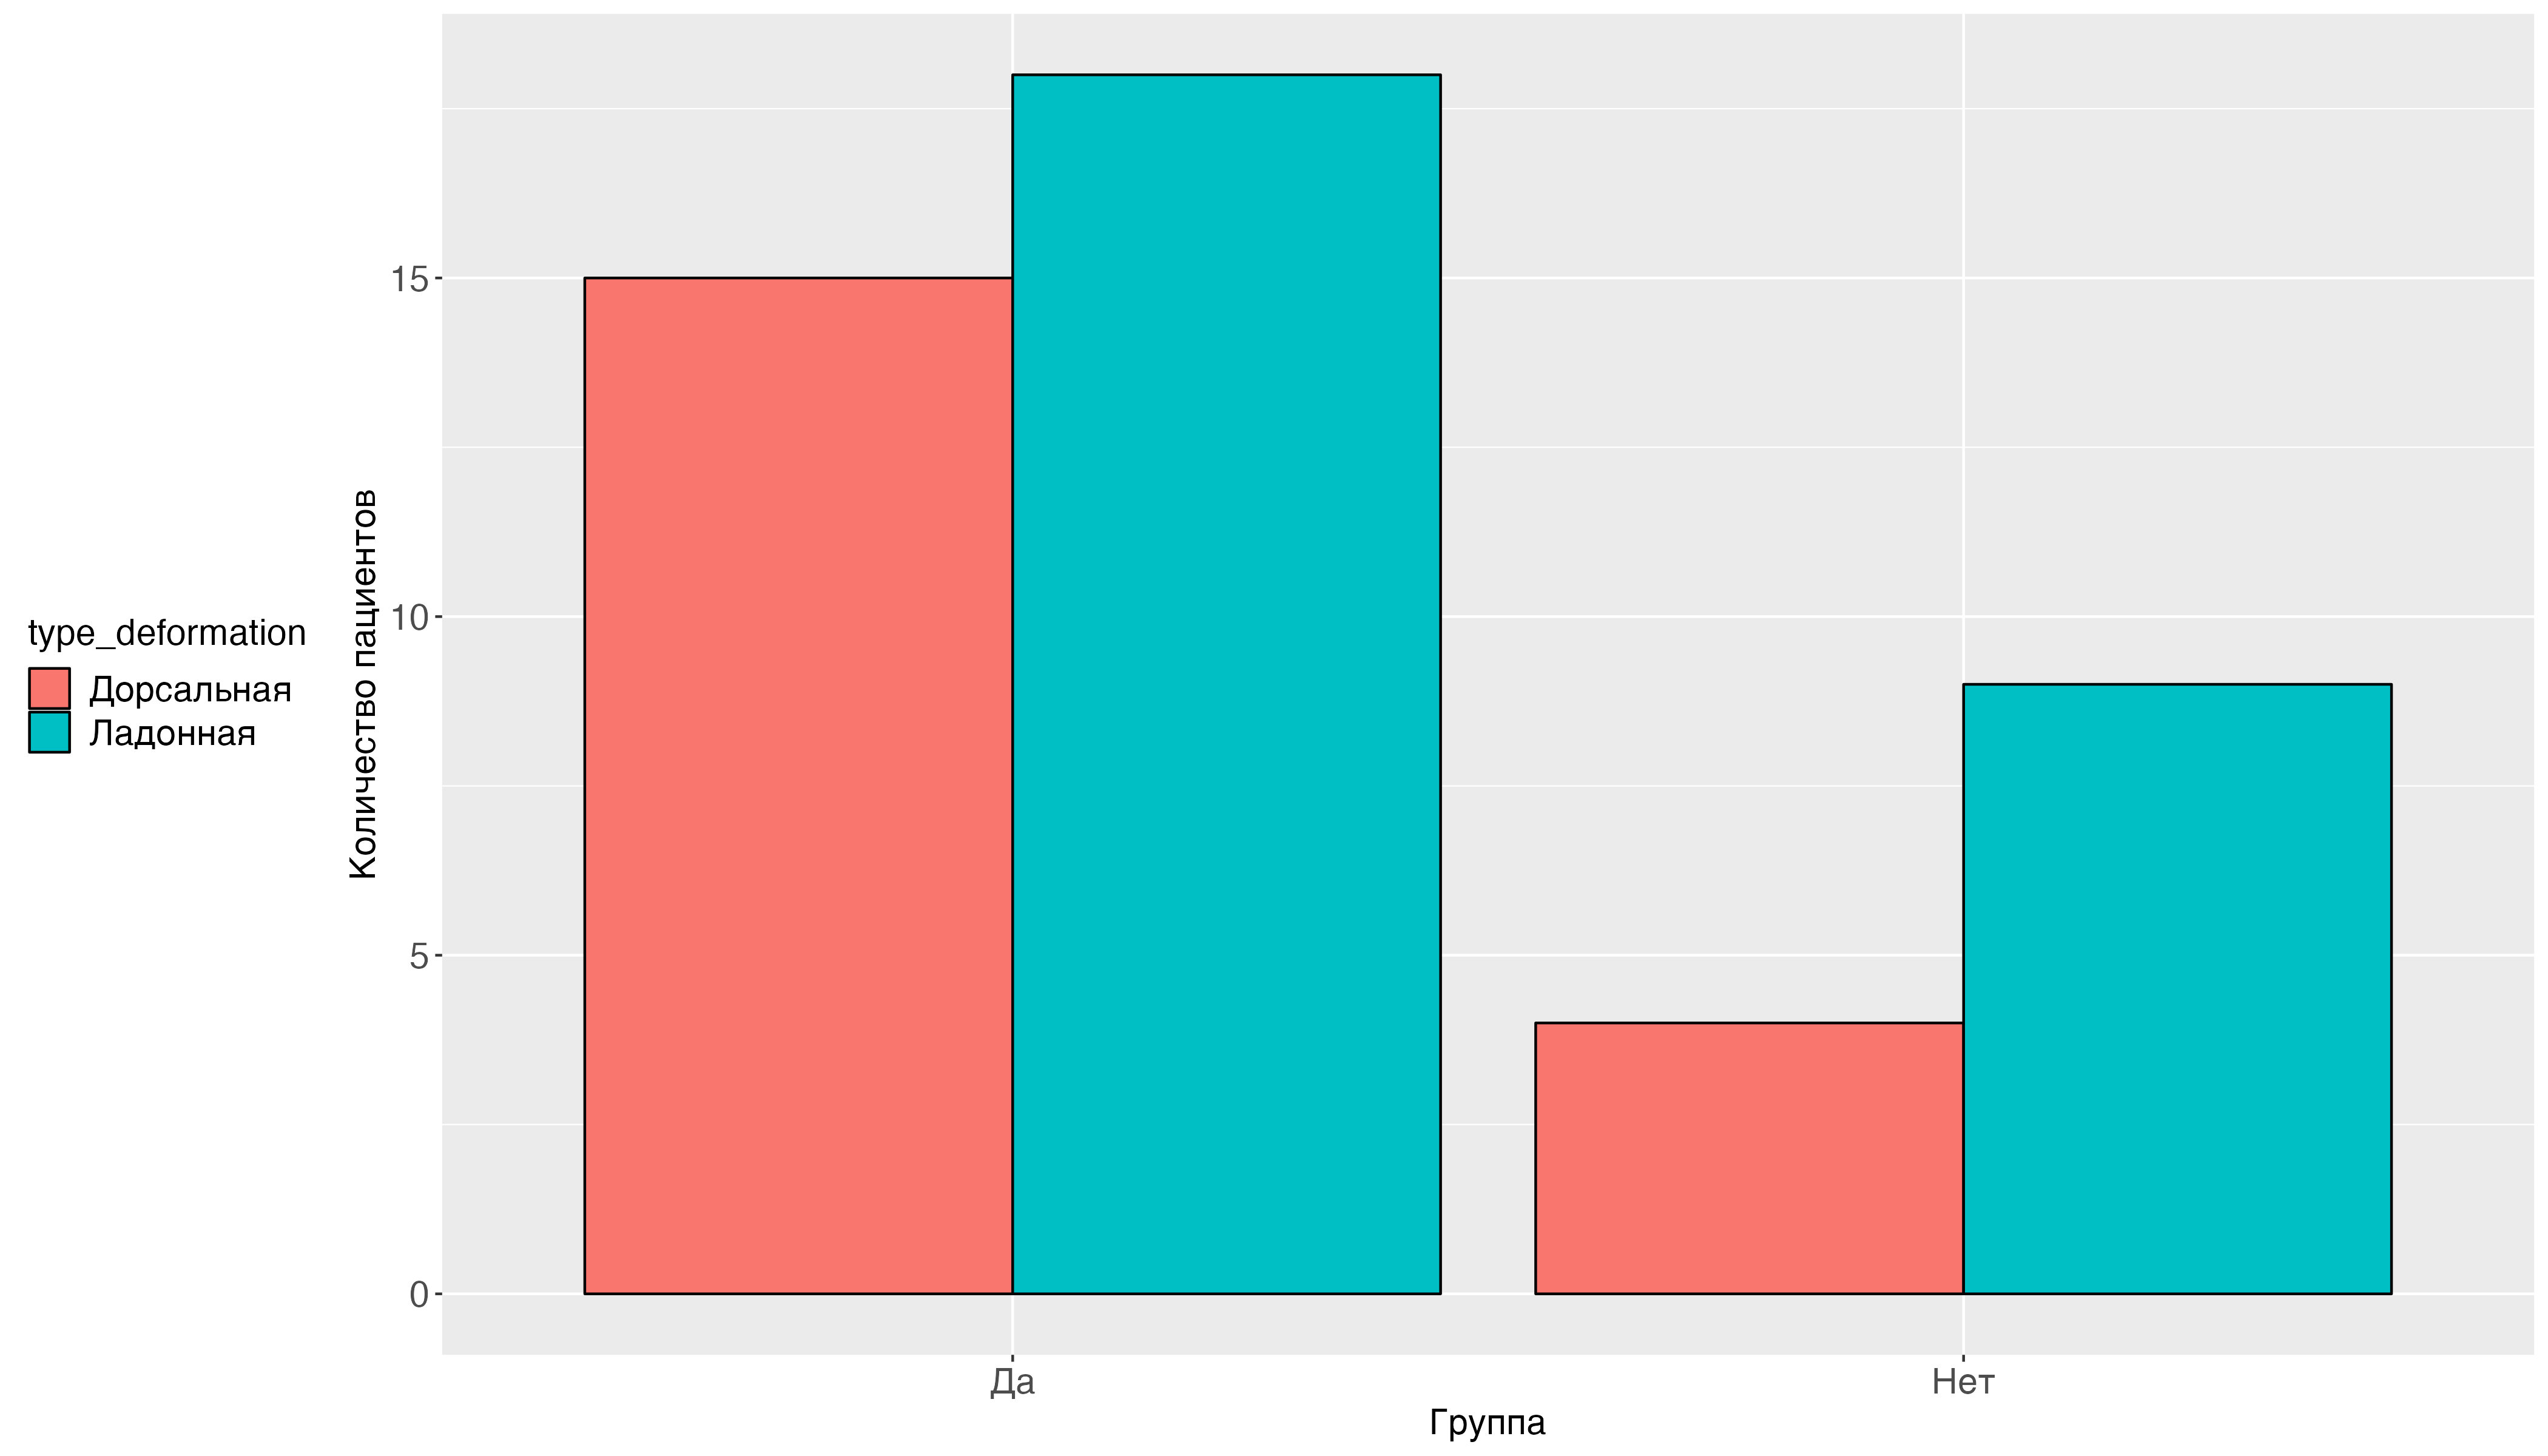 type_deformation
Дорсальная
Ладонная
Количество пациентов
15
10
5
0
Да
Нет
Группа